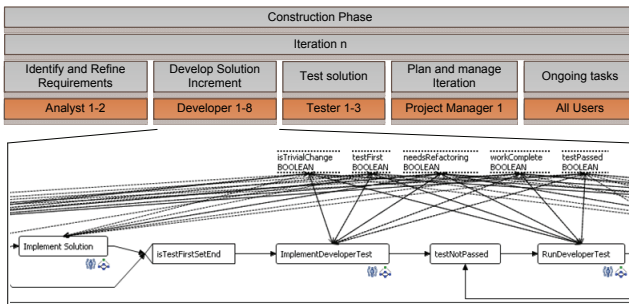 Construction Phase
Iteration n
Identify and Refine
Requirements
Develop Solution
Increment
Test solution
Plan and manage
Iteration
Ongoing tasks
Analyst 1-2
Developer 1-8
Tester 1-3
Project Manager 1
All Users
isTrivialChange
BOOLEAN
testFirst
BOOLEAN
needsRefactoring
BOOLEAN
workComplete
BOOLEAN
testPassed
BOOLEAN
Implement Solution
isTestFirstSetEnd
ImplementDeveloperTest
testNotPassed
RunDeveloperTest